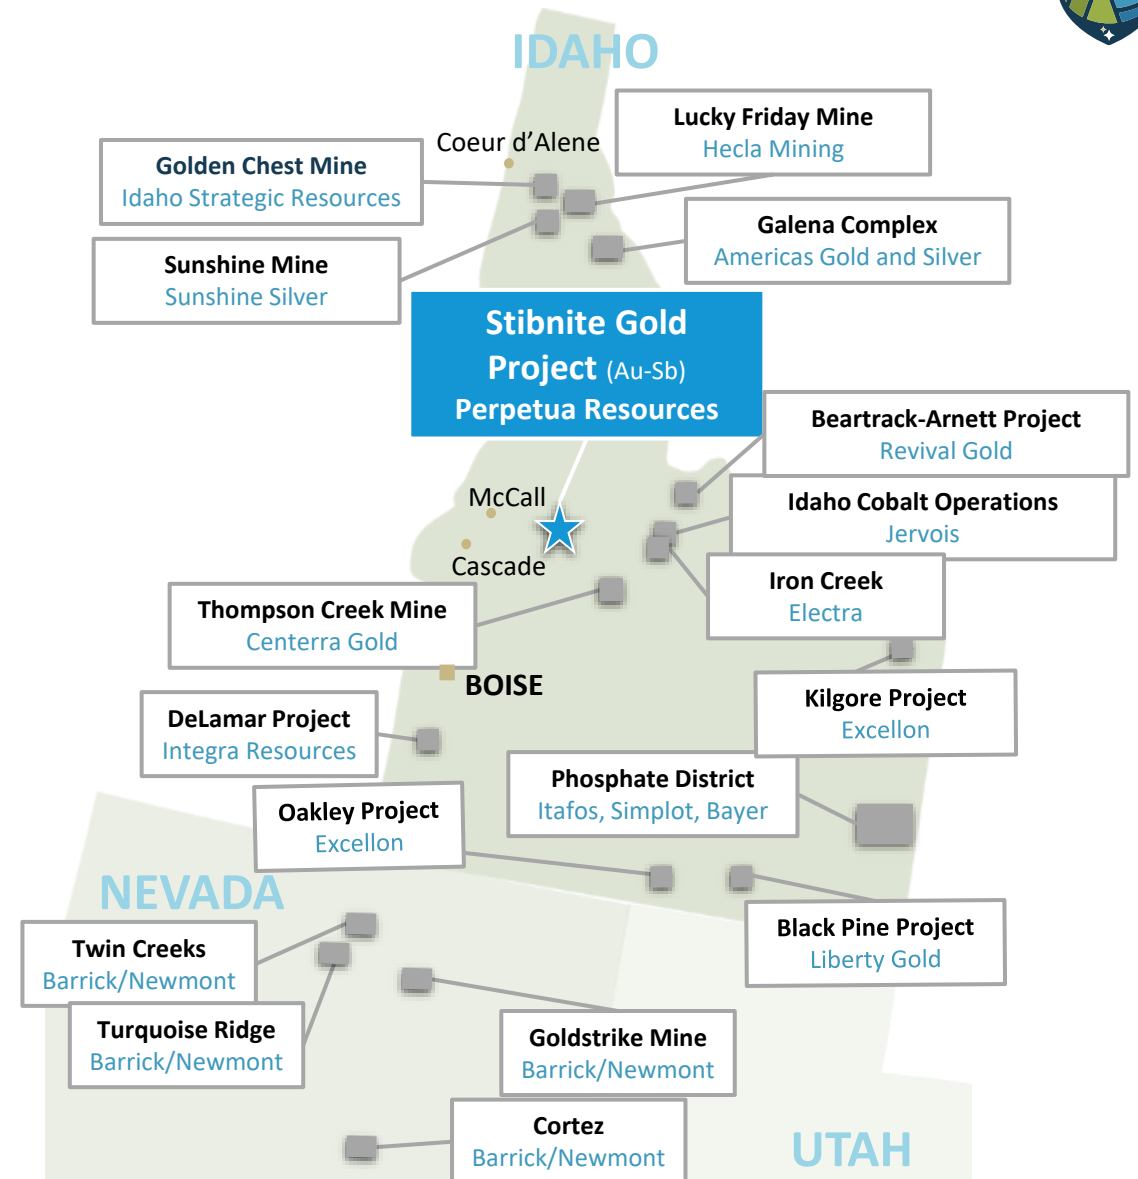 IDAHO
Lucky Friday Mine
Hecla Mining
Coeur d’Alene
Golden Chest Mine
Idaho Strategic Resources
Galena Complex
Americas Gold and Silver
Sunshine Mine
Sunshine Silver
Stibnite Gold
Project (Au-Sb)
Perpetua Resources
Beartrack-Arnett Project
Revival Gold
McCall
Idaho Cobalt Operations
Jervois
Cascade
Iron Creek
Electra
Thompson Creek Mine
Centerra Gold
BOISE
Kilgore Project
Excellon
DeLamar Project
Integra Resources
Phosphate District
Itafos, Simplot, Bayer
Oakley Project
Excellon
NEVADA
Black Pine Project
Liberty Gold
Twin Creeks
Barrick/Newmont
Turquoise Ridge
Barrick/Newmont
Goldstrike Mine
Barrick/Newmont
Cortez
Barrick/Newmont
UTAH